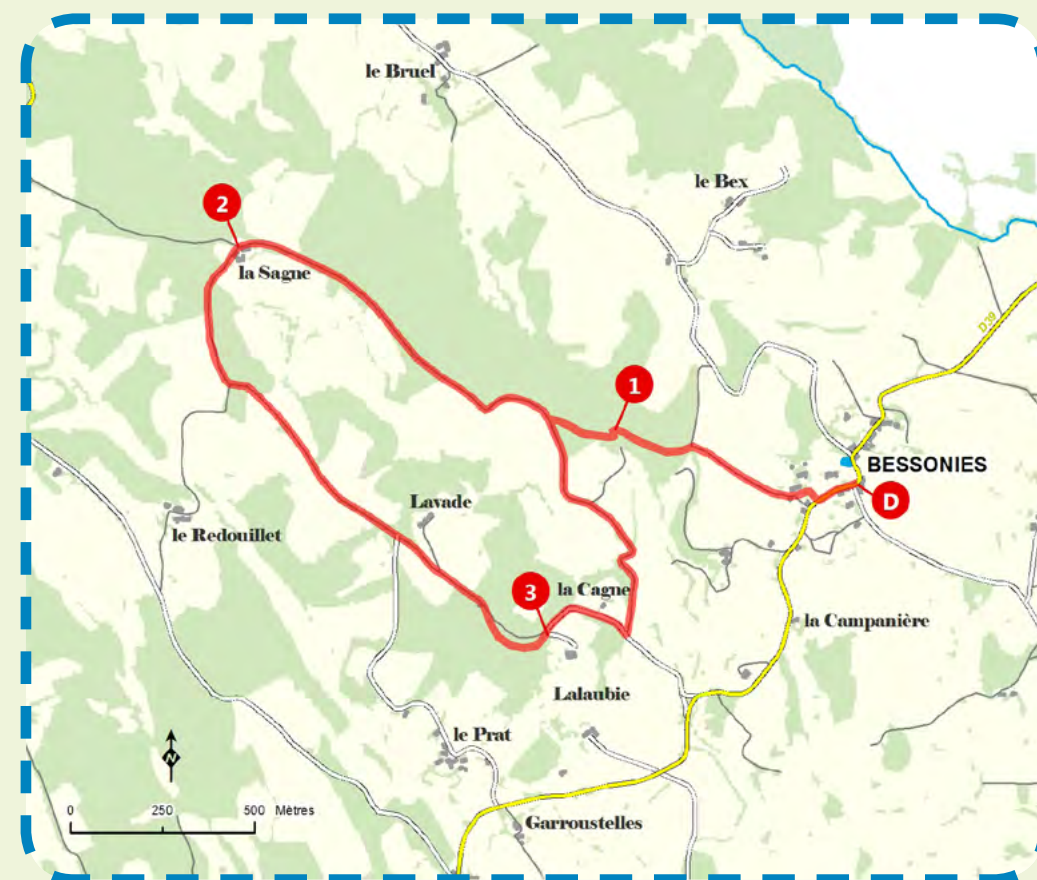 le Bruel
le Bex
2
la Sagne
D39
1
BESSONIES
D
Lavade
le Redouillet
3
la Cagne
la Campanière
Lalaubie
le Prat
N
0 250 500 Mètres
Garroustelles